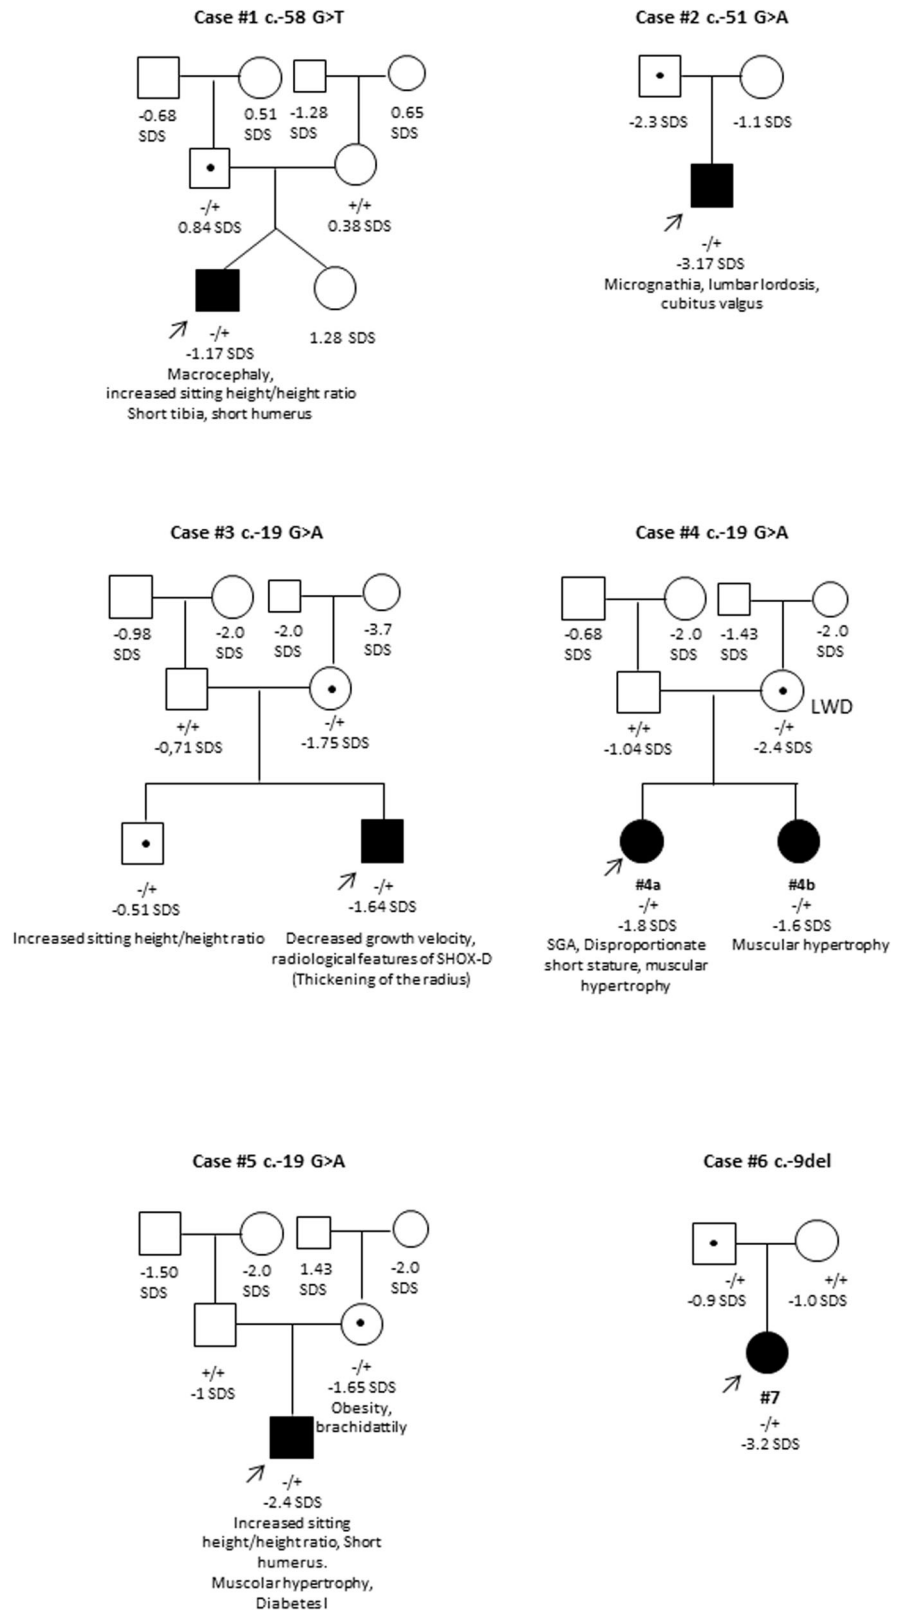 Case #1 c.-58 G>T
-0.68
SDS
0.51
SDS
-1.28
SDS
0.65
SDS
-/+
0.84 SDS
+/+
0.38 SDS
-/+
-1.17 SDS
Macrocephaly,
increased sitting height/height ratio
Short tibia, short humerus
1.28 SDS
Case #2 c.-51 G>A
-2.3 SDS
-1.1 SDS
-/+
-3.17 SDS
Micrognathia, lumbar lordosis,
cubitus valgus
Case #3 c.-19 G>A
-0.98
SDS
-2.0
SDS
-2.0
SDS
-3.7
SDS
+/+
-0,71 SDS
-/+
-1.75 SDS
-/+
-0.51 SDS
Increased sitting height/height ratio
-/+
-1.64 SDS
Decreased growth velocity,
radiological features of SHOX-D
(Thickening of the radius)
Case #4 c.-19 G>A
-0.68
SDS
-2.0
SDS
-1.43
SDS
-2.0
SDS
+/+
-1.04 SDS
LWD
-/+
-2.4 SDS
#4a
-/+
-1.8 SDS
SGA, Disproportionate
short stature, muscular
hypertrophy
#4b
-/+
-1.6 SDS
Muscular hypertrophy
Case #5 c.-19 G>A
-1.50
SDS
-2.0
SDS
1.43
SDS
-2.0
SDS
+/+
-1 SDS
-/+
-1.65 SDS
Obesity,
brachidattily
-/+
-2.4 SDS
Increased sitting
height/height ratio, Short
humerus.
Muscolar hypertrophy,
Diabetes I
Case #6 c.-9del
-/+
-0.9 SDS
+/+
-1.0 SDS
#7
-/+
-3.2 SDS